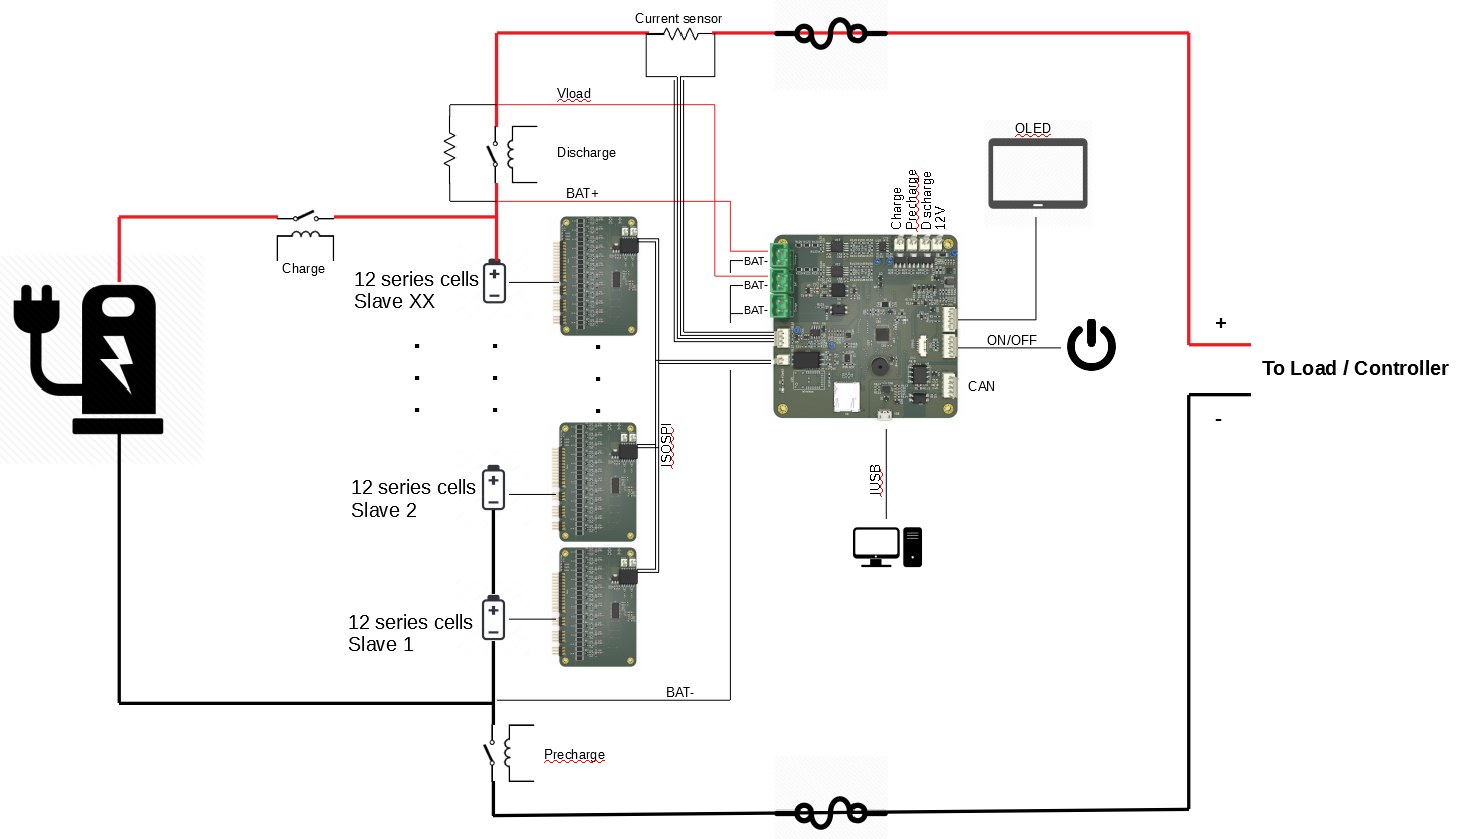 Current sensor
Vload
OLED
Discharge
Charge
Precharge
Discharge
12V
BAT+
BAT-
BAT-
BAT-
Charge
12 series cells
Slave XX
+
ON/OFF
To Load / Controller
CAN
-
ISOSPI
USB
12 series cells
Slave 2
12 series cells
Slave 1
BAT-
Precharge